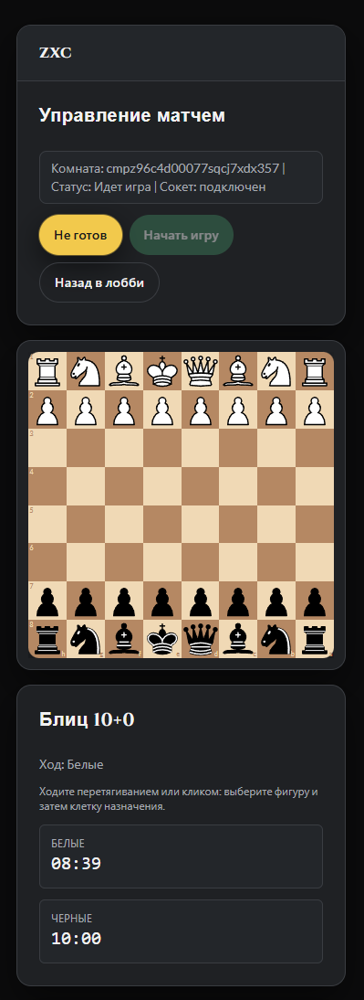 ZXC
Управление матчем
Комната: cmpz96c4d00077sqcj7xdx357 |
Статус: Идет игра | Сокет: подключен
Не готов
Начать игру
Назад в лобби
1
2
3
4
5
6
7
8
Блиц 10+0
Ход: Белые
Ходите перетягиванием или кликом: выберите фигуру и
затем клетку назначения.
БЕЛЫЕ
08:39
ЧЕРНЫЕ
10:00